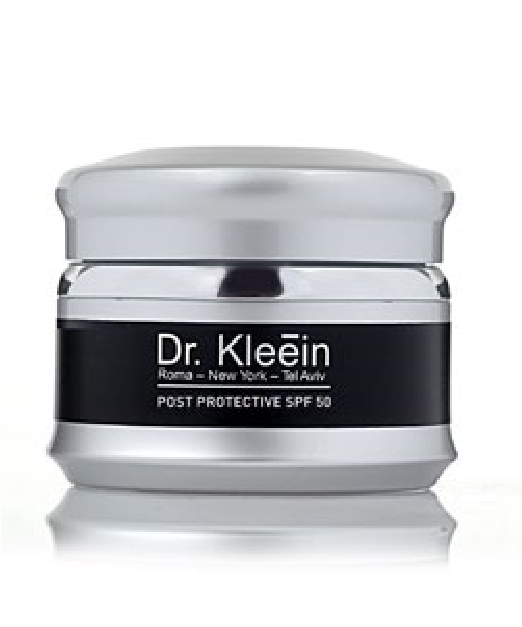 Dr. Kleēin
Roma – New York – Tel Aviv
POST PROTECTIVE SPF 50